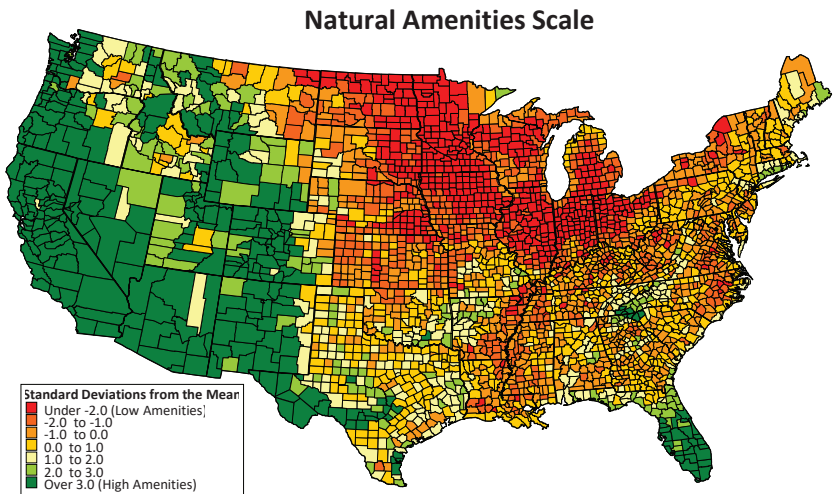 Natural Amenities Scale
Standard Deviations from the Mean
Under -2.0 (Low Amenities)
-2.0 to -1.0
-1.0 to 0.0
0.0 to 1.0
1.0 to 2.0
2.0 to 3.0
Over 3.0 (High Amenities)